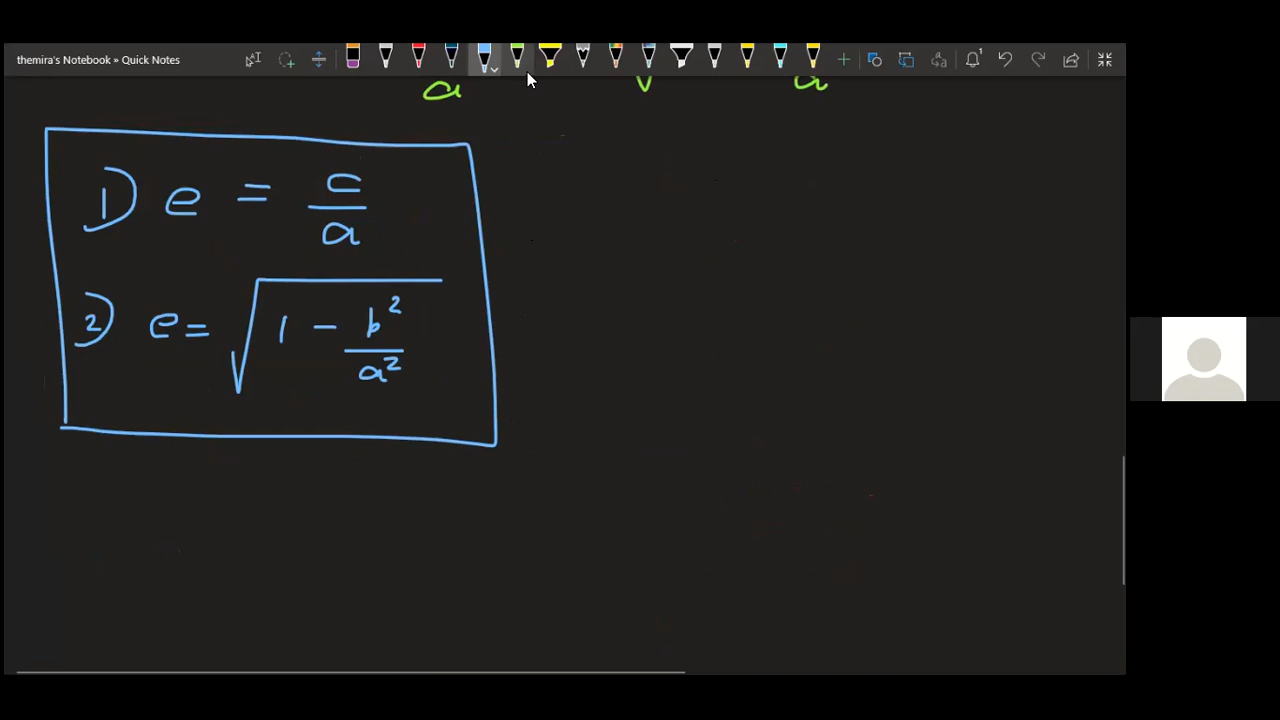 themira's Notebook » Quick Notes
a a
1) e = c/a
2) e = √(1 - b²/a²)